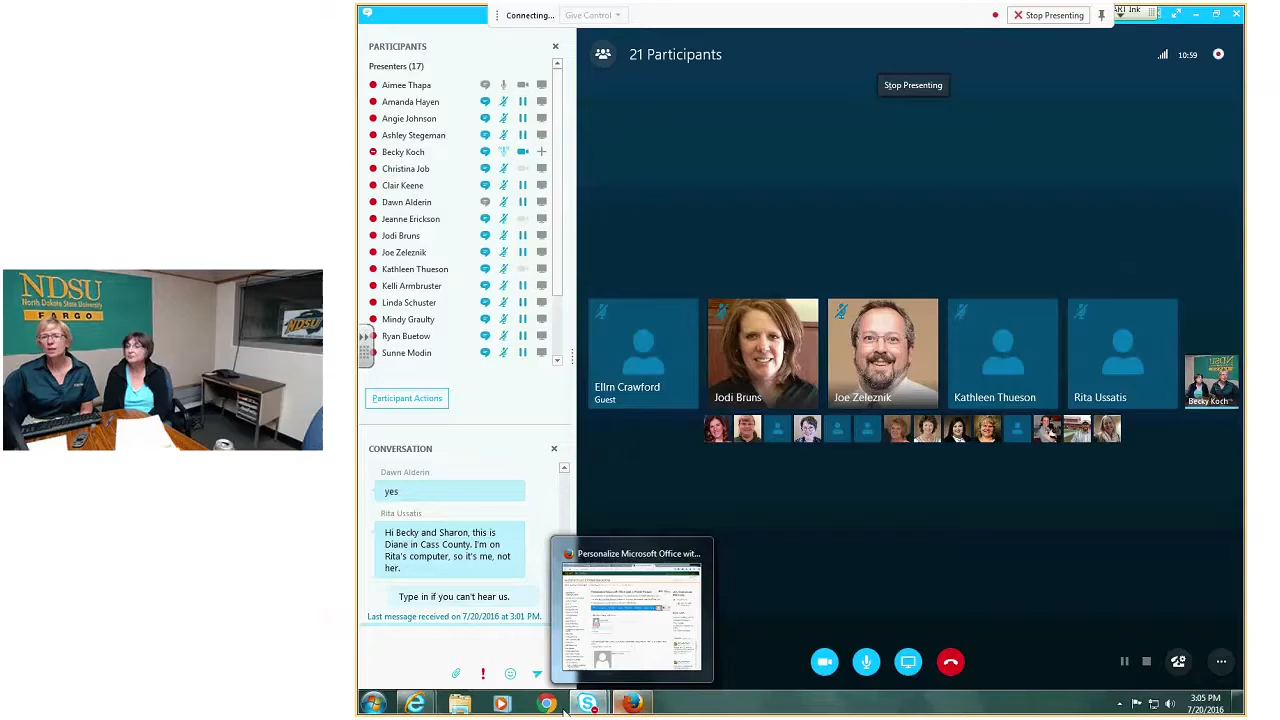 Connecting...
Give Control
Stop Presenting
PARTICIPANTS
Presenters (17)
Aimee Thapa
Amanda Hayen
Angie Johnson
Ashley Stegeman
Becky Koch
Christina Job
Clair Keene
Dawn Alderin
Jeanne Erickson
Jodi Bruns
Joe Zeleznik
Kathleen Thueson
Kelli Armbruster
Linda Schuster
Mindy Graulty
Ryan Buetow
Sunne Modin
Participant Actions
21 Participants
10:59
Stop Presenting
NDSU
North Dakota State University
FARGO
NDSU
Ellrn Crawford
Guest
Jodi Bruns
Joe Zeleznik
Kathleen Thueson
Rita Ussatis
Becky Koch
CONVERSATION
Dawn Alderin
yes
Rita Ussatis
Hi Becky and Sharon, this is
Diane in Cass County. I'm on
Rita's computer, so it's me, not
her.
Type in if you can't hear us.
Last message received on 7/20/2016 at 3:01 PM.
Personalize Microsoft Office wit...
3:05 PM
7/20/2016